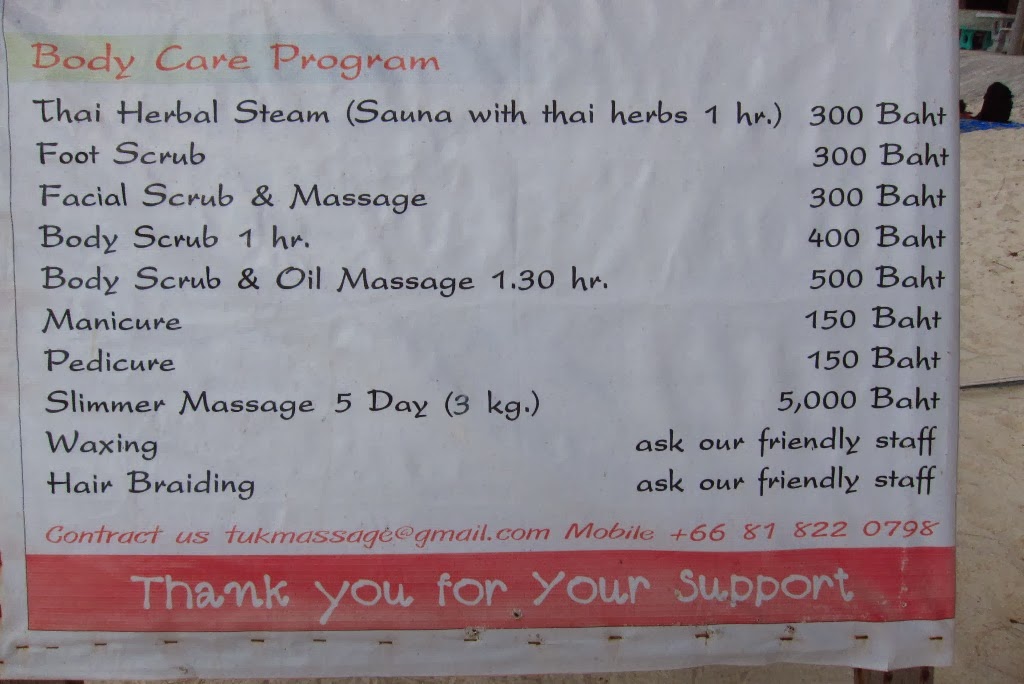 Body Care Program
Thai Herbal Steam (Sauna with thai herbs 1 hr.) 300 Baht
Foot Scrub 300 Baht
Facial Scrub & Massage 300 Baht
Body Scrub 1 hr. 400 Baht
Body Scrub & Oil Massage 1.30 hr. 500 Baht
Manicure 150 Baht
Pedicure 150 Baht
Slimmer Massage 5 Day (3 kg.) 5,000 Baht
Waxing ask our friendly staff
Hair Braiding ask our friendly staff
Contract us tukmassage@gmail.com Mobile +66 81 822 0798
Thank you for your support